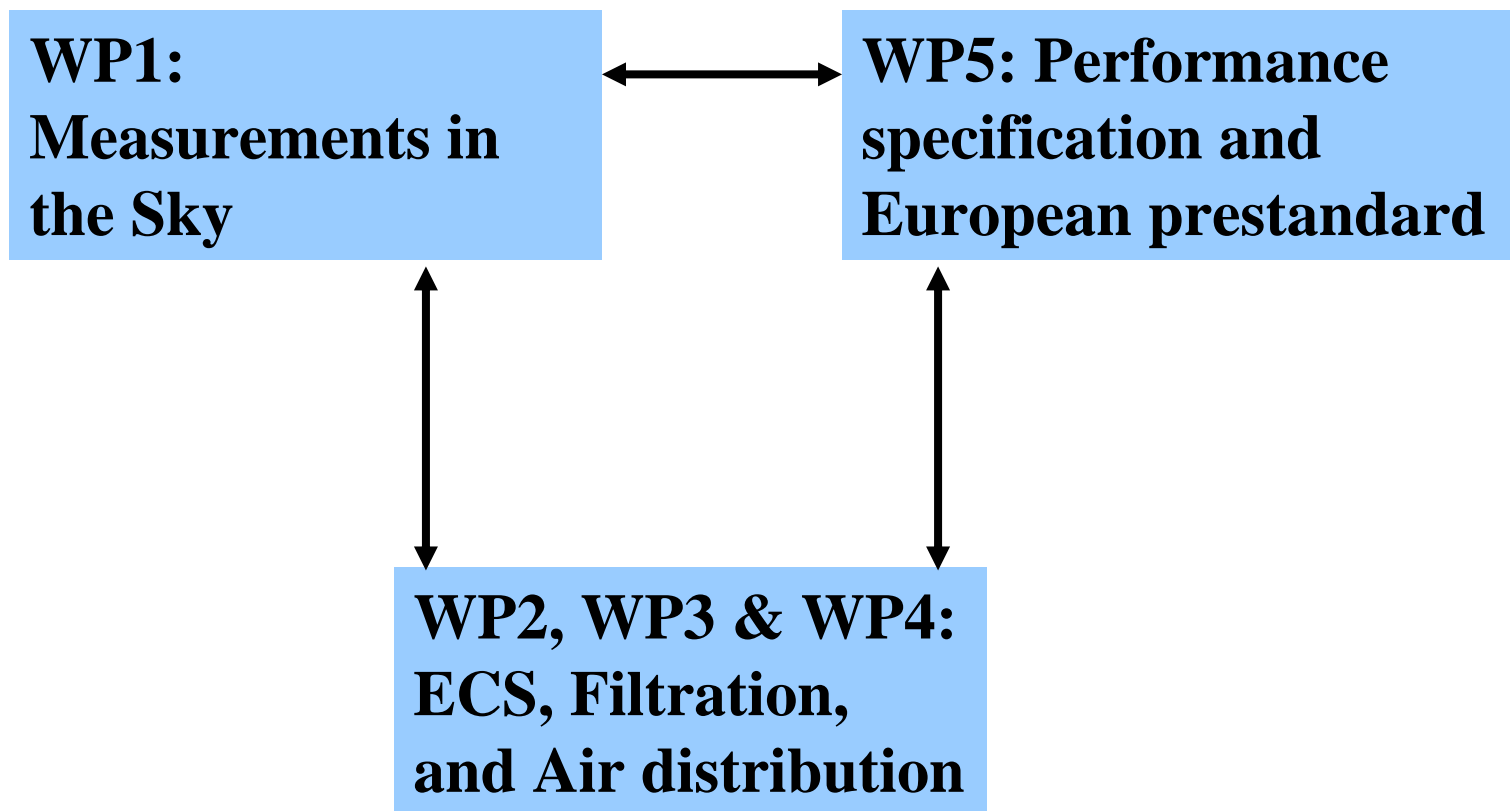 WP1:
Measurements in
the Sky
WP5: Performance
specification and
European prestandard
WP2, WP3 & WP4:
ECS, Filtration,
and Air distribution